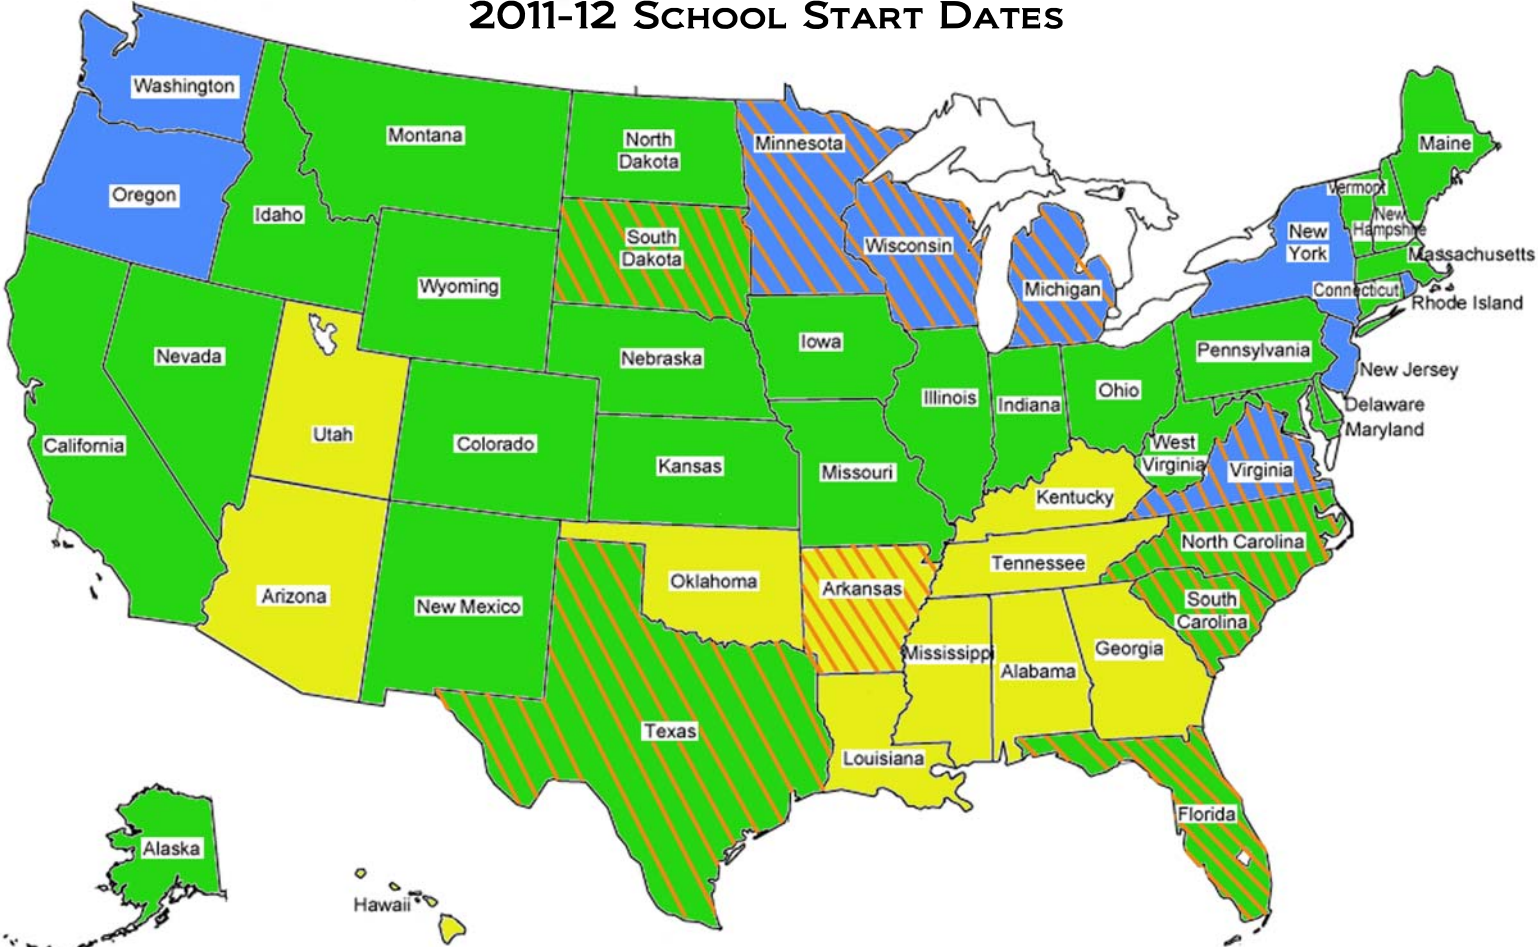 2011-12 School Start Dates
Washington
Oregon
Idaho
Montana
North
Dakota
South
Dakota
Minnesota
Wisconsin
Michigan
Maine
Vermont
New
Hampshire
New
York
Massachusetts
Connecticut
Rhode Island
Wyoming
Nevada
Utah
California
Colorado
Nebraska
Iowa
Kansas
Missouri
Illinois
Indiana
Ohio
Pennsylvania
New Jersey
Delaware
Maryland
West
Virginia
Virginia
Kentucky
North Carolina
Tennessee
South
Carolina
Arizona
New Mexico
Oklahoma
Arkansas
Mississippi
Alabama
Georgia
Texas
Louisiana
Florida
Alaska
Hawaii